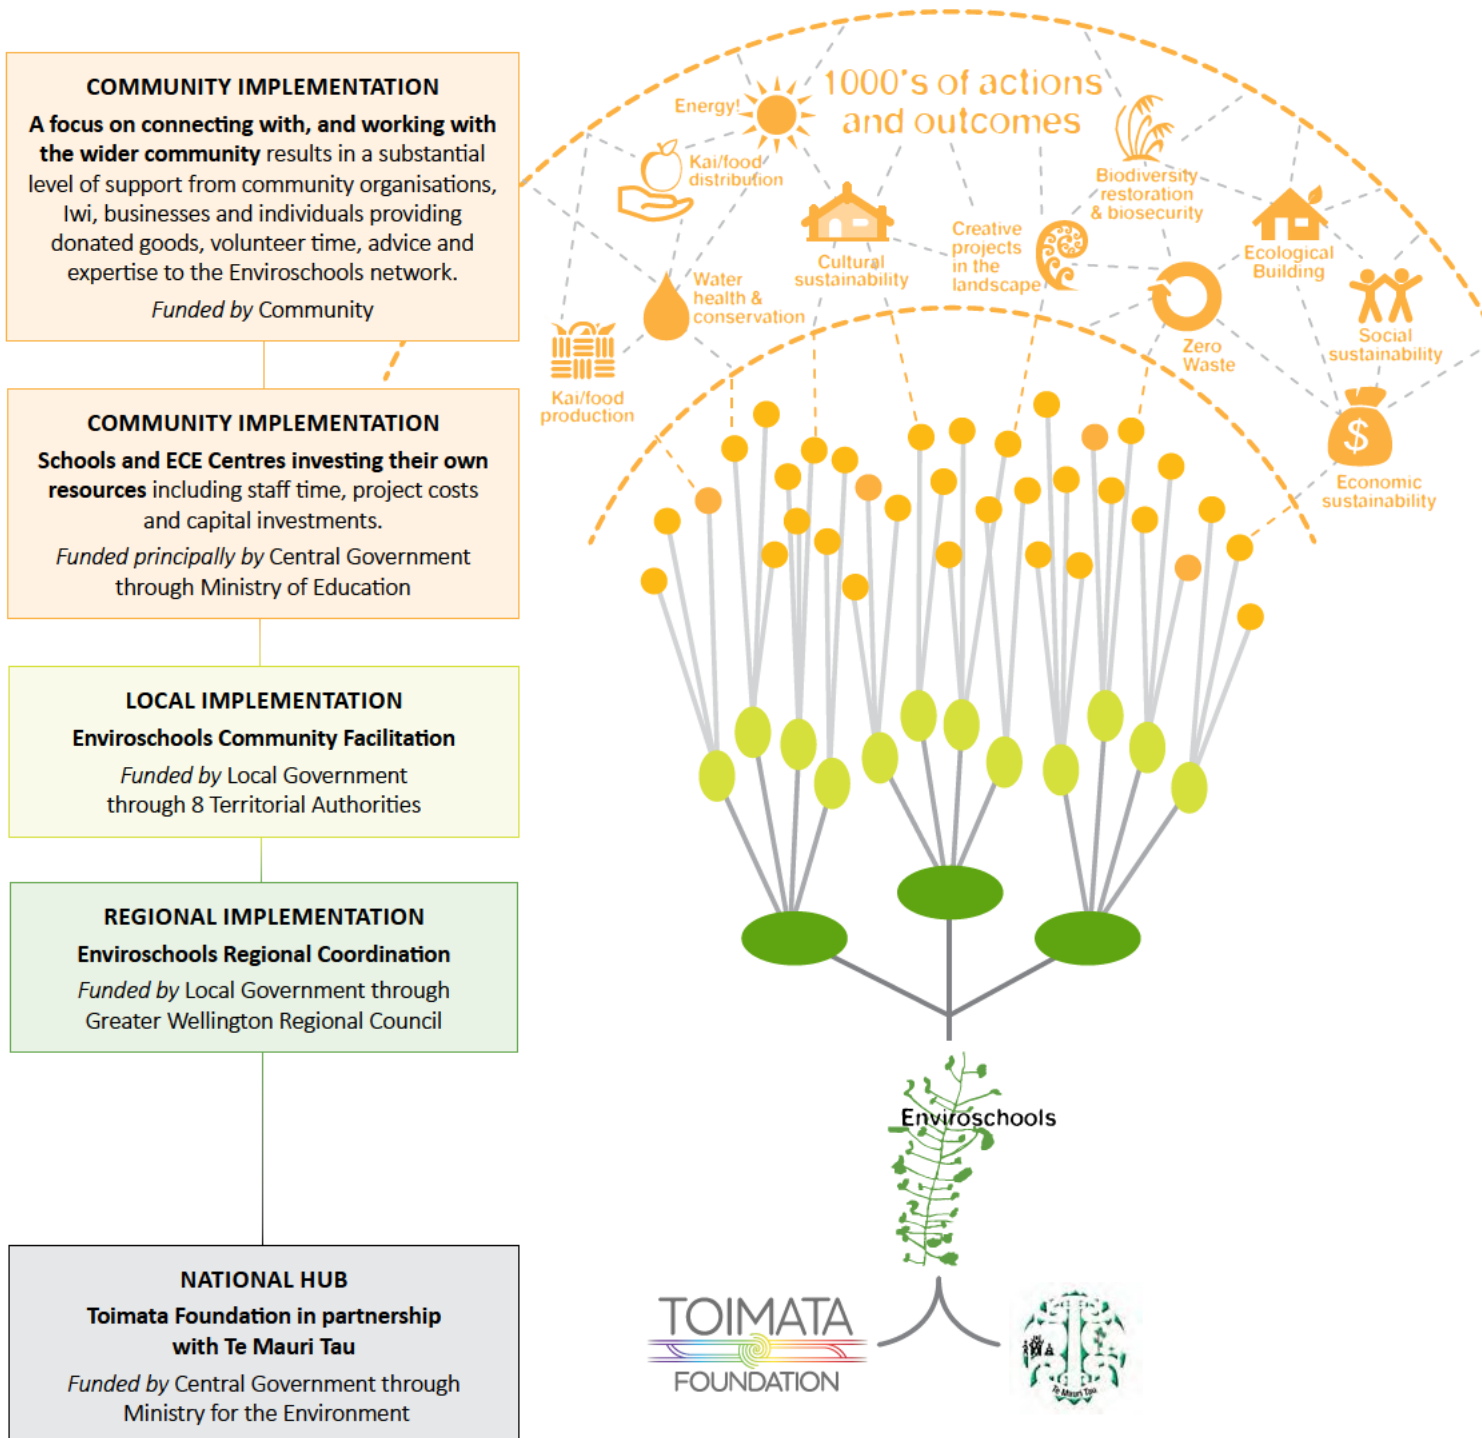 COMMUNITY IMPLEMENTATION
A focus on connecting with, and working with
the wider community results in a substantial
level of support from community organisations,
Iwi, businesses and individuals providing
donated goods, volunteer time, advice and
expertise to the Enviroschools network.
Funded by Community
COMMUNITY IMPLEMENTATION
Schools and ECE Centres investing their own
resources including staff time, project costs
and capital investments.
Funded principally by Central Government
through Ministry of Education
LOCAL IMPLEMENTATION
Enviroschools Community Facilitation
Funded by Local Government
through 8 Territorial Authorities
REGIONAL IMPLEMENTATION
Enviroschools Regional Coordination
Funded by Local Government through
Greater Wellington Regional Council
NATIONAL HUB
Toimata Foundation in partnership
with Te Mauri Tau
Funded by Central Government through
Ministry for the Environment
1000's of actions
and outcomes
Energy!
Kai/food
distribution
Cultural
sustainability
Water
health &
conservation
Kai/food
production
Creative
projects
in the
landscape
Biodiversity
restoration
& biosecurity
Ecological
Building
Zero
Waste
Social
sustainability
$
Economic
sustainability
Enviroschools
TOIMATA
FOUNDATION
Te Mauri Tau